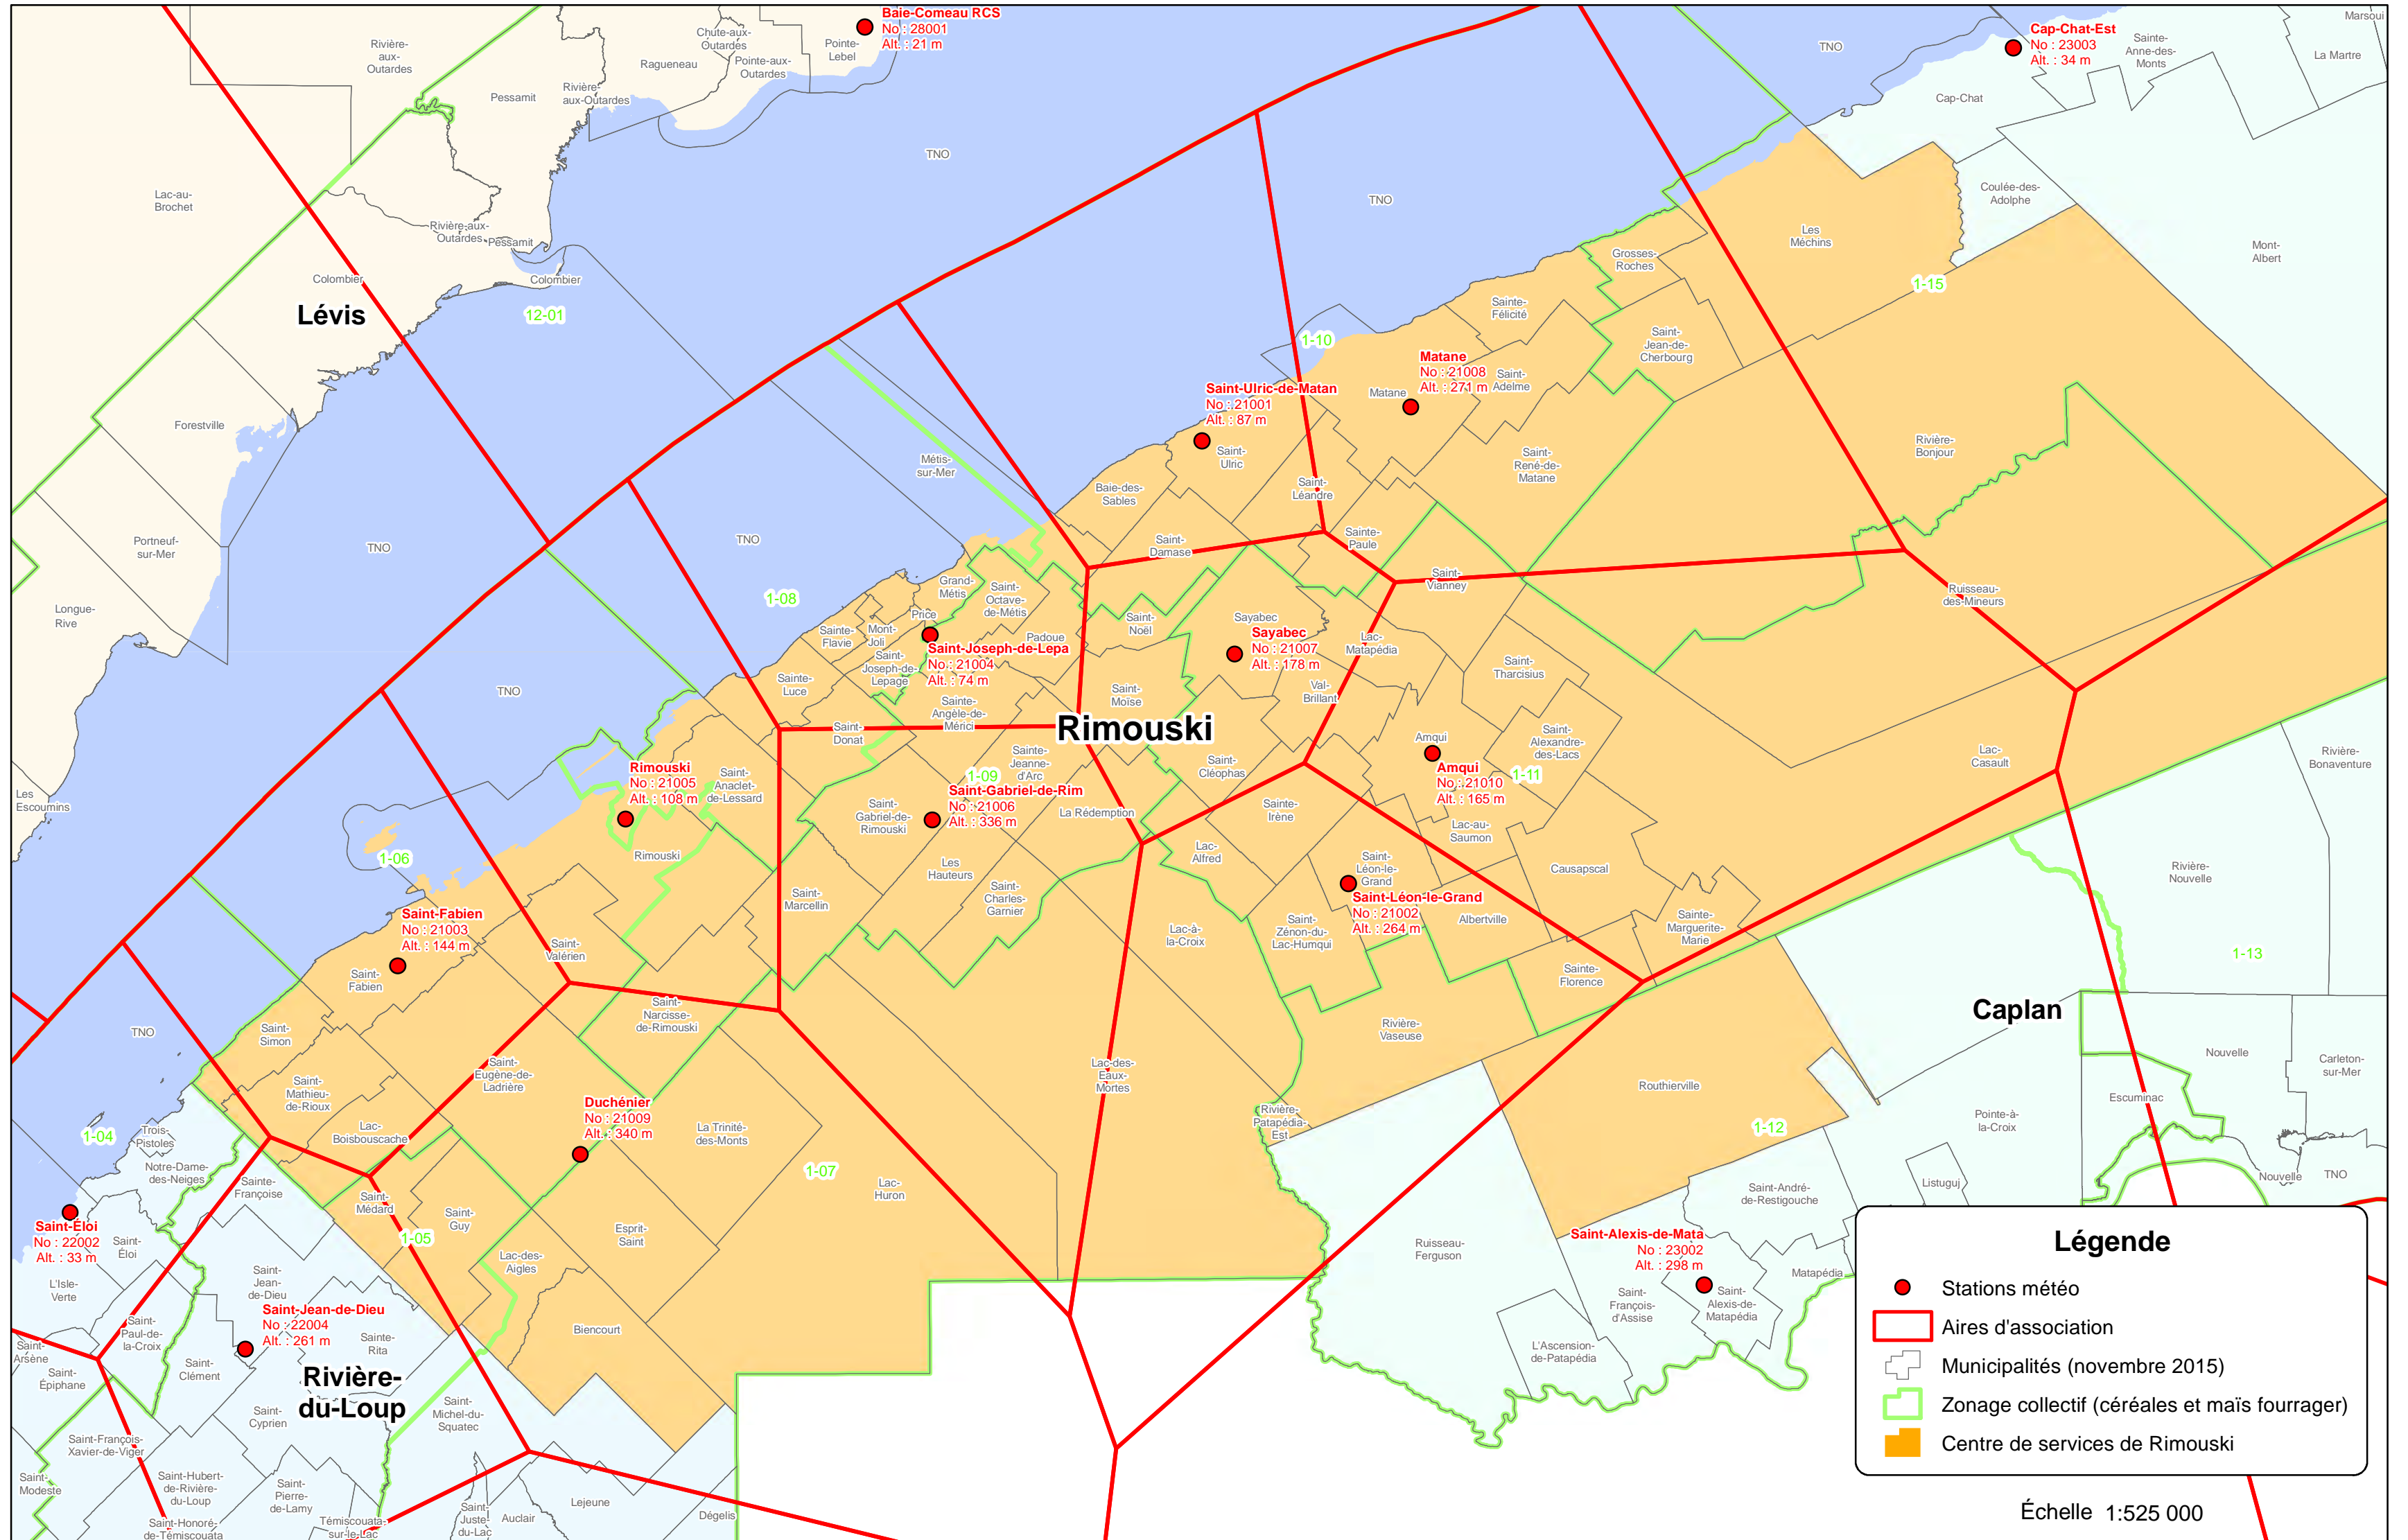 Baie-Comeau RCS
No : 28001
Alt. : 21 m
Cap-Chat-Est
No : 23003
Alt. : 34 m
Marsoui
La Martre
Sainte-
Anne-des-
Monts
TNO
Cap-Chat
Rivière-
aux-
Outardes
Chute-aux-
Outardes
Ragueneau
Pointe-aux-
Outardes
Pointe-
Lebel
Pessamit
Rivière-
aux-Outardes
TNO
TNO
Lac-au-
Brochet
Rivière-aux-
Outardes
Pessamit
Colombier
Colombier
Lévis
12-01
Coulée-des-
Adolphe
Les
Méchins
Mont-
Albert
1-15
Grosses-
Roches
Sainte-
Félicité
Saint-
Jean-de-
Cherbourg
1-10
Matane
No : 21008
Alt. : 271 m
Matane
Saint-
Adelme
Saint-Ulric-de-Matan
No : 21001
Alt. : 87 m
Saint-
Ulric
Forestville
Métis-
sur-Mer
Baie-des-
Sables
Saint-
Léandre
Saint-
René-de-
Matane
Rivière-
Bonjour
Portneuf-
sur-Mer
TNO
TNO
Saint-
Damase
Sainte-
Paule
Saint-
Vianney
Ruisseau-
des-Mineurs
Longue-
Rive
1-08
Grand-
Métis
Saint-
Octave-
de-Métis
Price
Mont-
Joli
Sainte-
Flavie
Padoue
Saint-
Noël
Sayabec
Sayabec
No : 21007
Alt. : 178 m
Lac-
Matapédia
Saint-Joseph-de-Lepa
No : 21004
Alt. : 74 m
Saint-
Joseph-de-
Lepage
Sainte-
Luce
TNO
Saint-
Moïse
Val-
Brillant
Saint-
Tharcisius
Sainte-
Angèle-de-
Mérici
Saint-
Donat
Rimouski
Saint-
Alexandre-
des-Lacs
Amqui
Amqui
No : 21010
Alt. : 165 m
1-11
Lac-
Casault
Rivière-
Bonaventure
Rimouski
No : 21005
Alt. : 108 m
Saint-
Anaclet-
de-Lessard
Sainte-
Jeanne-
d'Arc
1-09
Saint-Gabriel-de-Rim
No : 21006
Alt. : 336 m
Saint-
Gabriel-de-
Rimouski
La Rédemption
Saint-
Cléophas
Sainte-
Irène
Lac-au-
Saumon
Les
Escoumins
1-06
Rimouski
Les
Hauteurs
Saint-
Charles-
Garnier
Saint-
Marcellin
Lac-
Alfred
Saint-
Léon-le-
Grand
Saint-Léon-le-Grand
No : 21002
Alt. : 264 m
Causapscal
Albertville
Sainte-
Marguerite-
Marie
Rivière-
Nouvelle
Saint-Fabien
No : 21003
Alt. : 144 m
Saint-
Fabien
Saint-
Valérien
Lac-à-
la-Croix
Saint-
Zénon-du-
Lac-Humqui
Sainte-
Florence
1-13
TNO
Saint-
Simon
Saint-
Narcisse-
de-Rimouski
Rivière-
Vaseuse
Caplan
Saint-
Mathieu-
de-Rioux
Saint-
Eugène-de-
Ladrière
Lac-des-
Eaux-
Mortes
Routhierville
Nouvelle
Carleton-
sur-Mer
Escuminac
Pointe-à-
la-Croix
1-04
Trois-
Pistoles
Notre-Dame-
des-Neiges
Lac-
Boisbouscache
Duchénier
No : 21009
Alt. : 340 m
La Trinité-
des-Monts
Rivière-
Patapédia-
Est
1-12
1-07
Lac-
Huron
Sainte-
Françoise
Saint-
Médard
Saint-
Guy
Saint-André-
de-Restigouche
Listuguj
Nouvelle
TNO
Saint-Éloi
No : 22002
Alt. : 33 m
Saint-
Éloi
1-05
Lac-des-
Aigles
Esprit-
Saint
Ruisseau-
Ferguson
Saint-Alexis-de-Mata
No : 23002
Alt. : 298 m
Matapédia
L'Isle-
Verte
Saint-
Jean-
de-Dieu
Saint-Jean-de-Dieu
No : 22004
Alt. : 261 m
Saint-
François-
d'Assise
Saint-
Alexis-de-
Matapédia
Saint-
Paul-de-
la-Croix
Sainte-
Rita
Biencourt
L'Ascension-
de-Patapédia
Saint-
Arsène
Saint-
Épiphane
Saint-
Clément
Rivière-
du-Loup
Saint-
Cyprien
Saint-
Michel-du-
Squatec
Saint-François-
Xavier-de-Viger
Saint-
Modeste
Saint-Hubert-
de-Rivière-
du-Loup
Saint-
Pierre-
de-Lamy
Saint-Honoré-
de-Témiscouata
Témiscouata-
sur-le-Lac
Saint-
Juste-
du-Lac
Auclair
Lejeune
Dégelis
Légende
Stations météo
Aires d'association
Municipalités (novembre 2015)
Zonage collectif (céréales et maïs fourrager)
Centre de services de Rimouski
Échelle 1:525 000